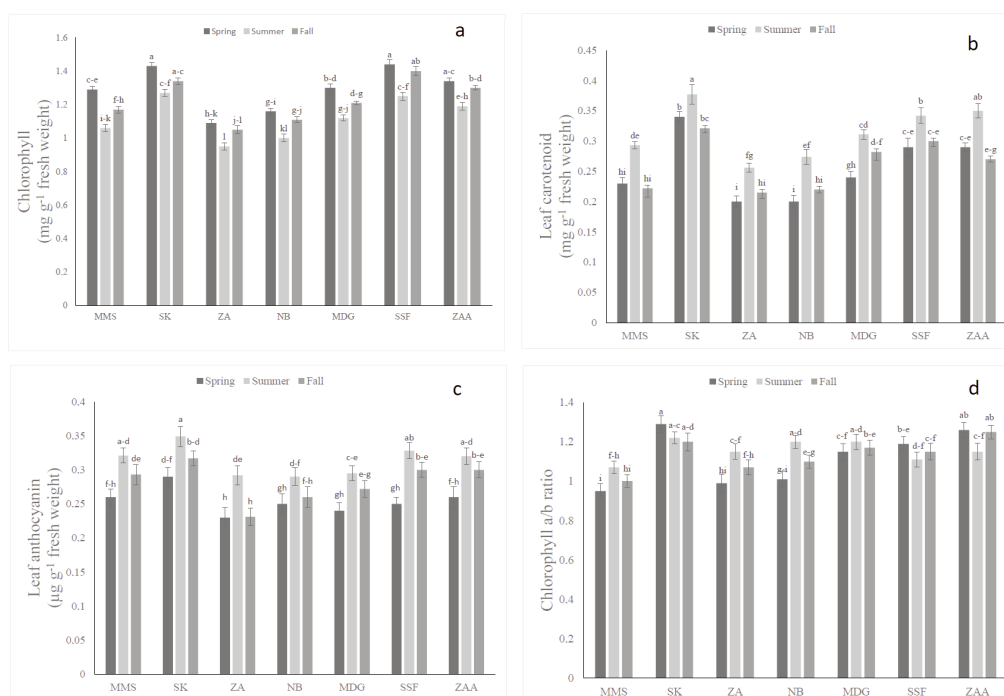 a
Spring Summer Fall
Chlorophyll
(mg g-1 fresh weight)
1.6
1.4
1.2
1
0.8
0.6
0.4
0.2
0
c-e i-k f-h a c-f a-c h-k l j-l g-i kl g-j b-d g-j d-g a c-f ab a-c e-h b-d
MMS SK ZA NB MDG SSF ZAA
b
Spring Summer Fall
Leaf carotenoid
(mg g-1 fresh weight)
0.45
0.4
0.35
0.3
0.25
0.2
0.15
0.1
0.05
0
hi de hi b a bc i fg hi i ef hi gh cd d-f c-e ab c-e c-e ab e-g
MMS SK ZA NB MDG SSF ZAA
c
Spring Summer Fall
Leaf anthocyanin
(µg g-1 fresh weight)
0.4
0.35
0.3
0.25
0.2
0.15
0.1
0.05
0
f-h a-d de d-f a b-d h de h gh d-f f-h gh c-e e-g gh ab b-e f-h a-d b-e
MMS SK ZA NB MDG SSF ZAA
d
Spring Summer Fall
Chlorophyll a/b ratio
1.4
1.2
1
0.8
0.6
0.4
0.2
0
i f-h hi a a-c a-d hi c-f f-h g-i a-d e-g c-f a-d b-e b-e d-f c-f ab c-f ab
MMS SK ZA NB MDG SSF ZAA